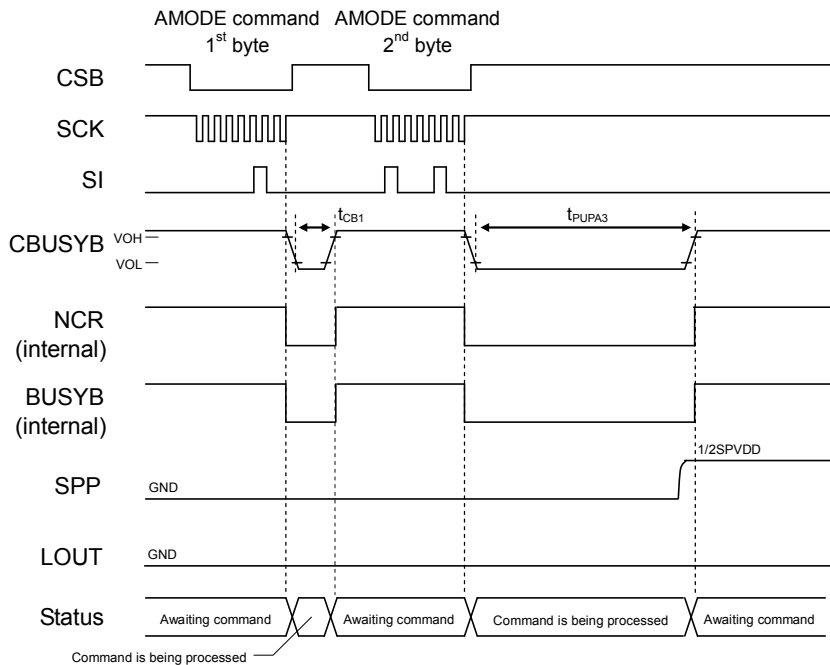 AMODE command
1st byte
AMODE command
2nd byte
CSB
SCK
SI
tCB1
tPUPA3
CBUSYB
VOH
VOL
NCR
(internal)
BUSYB
(internal)
1/2SPVDD
SPP
GND
LOUT
GND
Status
Awaiting command
Awaiting command
Command is being processed
Awaiting command
Command is being processed